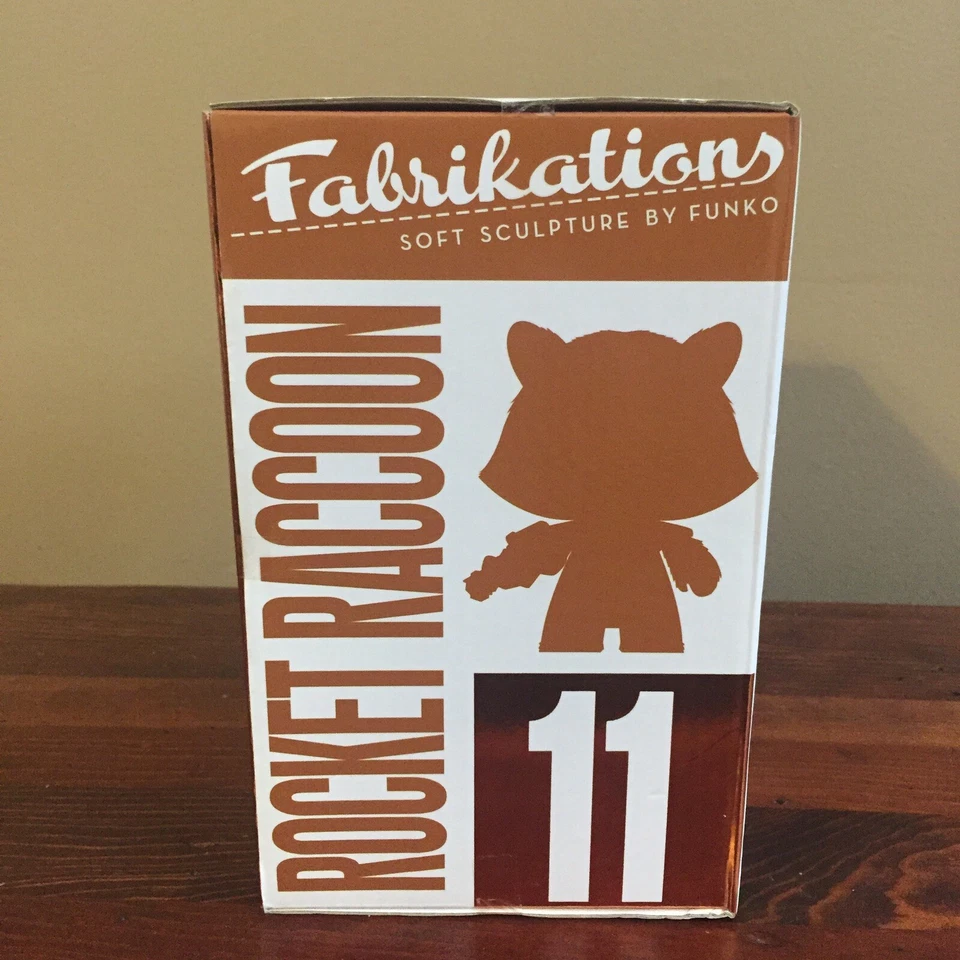 Fabrikations
SOFT SCULPTURE BY FUNKO
ROCKET RACCOON
11